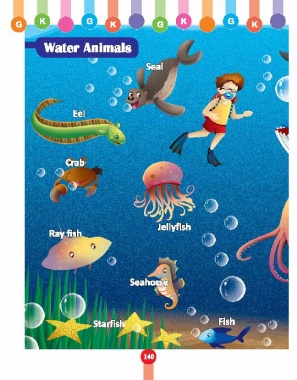 G K G K G K G K
Water Animals
Seal
Eel
Crab
Jellyfish
Ray fish
Seahorse
Starfish
Fish
140